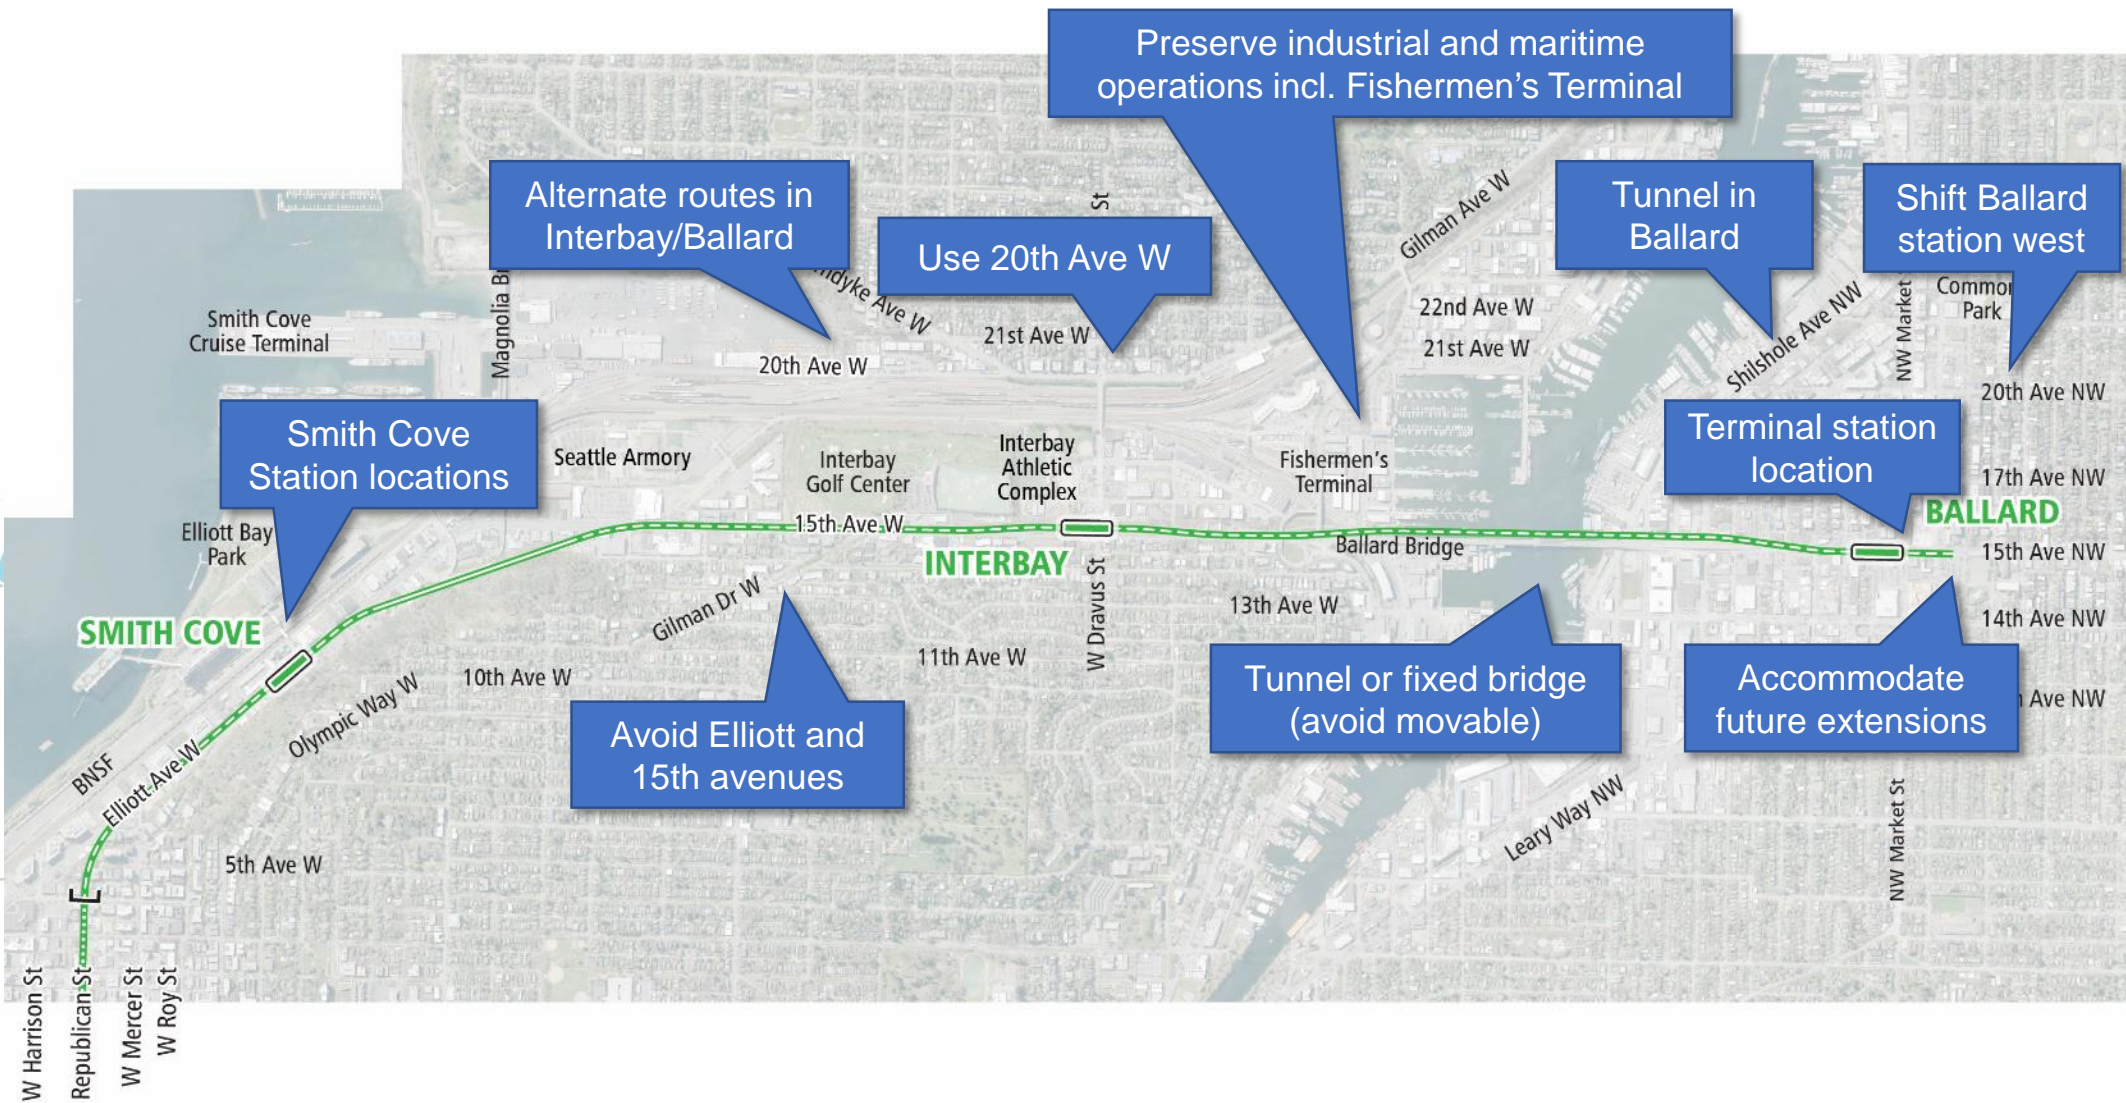 Preserve industrial and maritime
operations incl. Fishermen's Terminal
Alternate routes in
Interbay/Ballard
Use 20th Ave W
St
Gilman Ave W
Tunnel in
Ballard
Shift Ballard
station west
Smith Cove
Cruise Terminal
Magnolia
Ave W
21st Ave W
20th Ave W
22nd Ave W
21st Ave W
Shilshole Ave NW
NW Market
Park
20th Ave NW
Smith Cove
Station locations
Seattle Armory
Interbay
Golf Center
Interbay
Athletic
Complex
Fishermen's
Terminal
Terminal station
location
17th Ave NW
BALLARD
Elliott Bay
Park
15th Ave W
INTERBAY
Ballard Bridge
15th Ave NW
SMITH COVE
Gilman Dr W
W Dravus St
13th Ave W
14th Ave NW
10th Ave W
11th Ave W
Olympic Way W
Avoid Elliott and
15th avenues
Tunnel or fixed bridge
(avoid movable)
Accommodate
future extensions
Ave NW
BNSF
Elliott Ave W
5th Ave W
Leary Way NW
NW Market St
W Harrison St
Republican St
W Mercer St
W Roy St